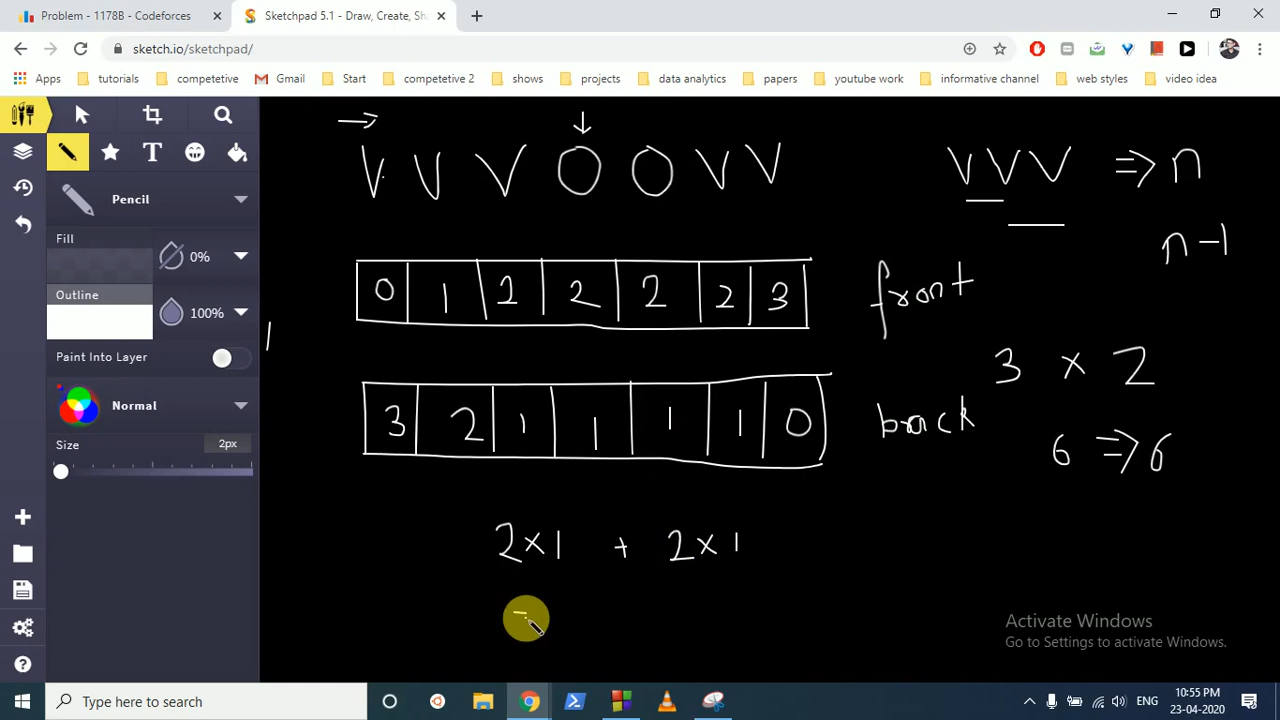 Problem - 1178B - Codeforces
Sketchpad 5.1 - Draw, Create, Sh
sketch.io/sketchpad/
Apps tutorials competetive Gmail Start competetive 2 shows projects data analytics papers youtube work informative channel web styles video idea
V V V O O V V
V V V => n
n-1
Pencil
Fill
0%
Outline
100%
Paint Into Layer
Normal
Size
2px
0 1 2 2 2 2 3 front
1
3 x 2
3 2 1 1 1 1 0 back
6 => 6
2x1 + 2x1
Activate Windows
Go to Settings to activate Windows.
Type here to search
ENG
10:55 PM
23-04-2020